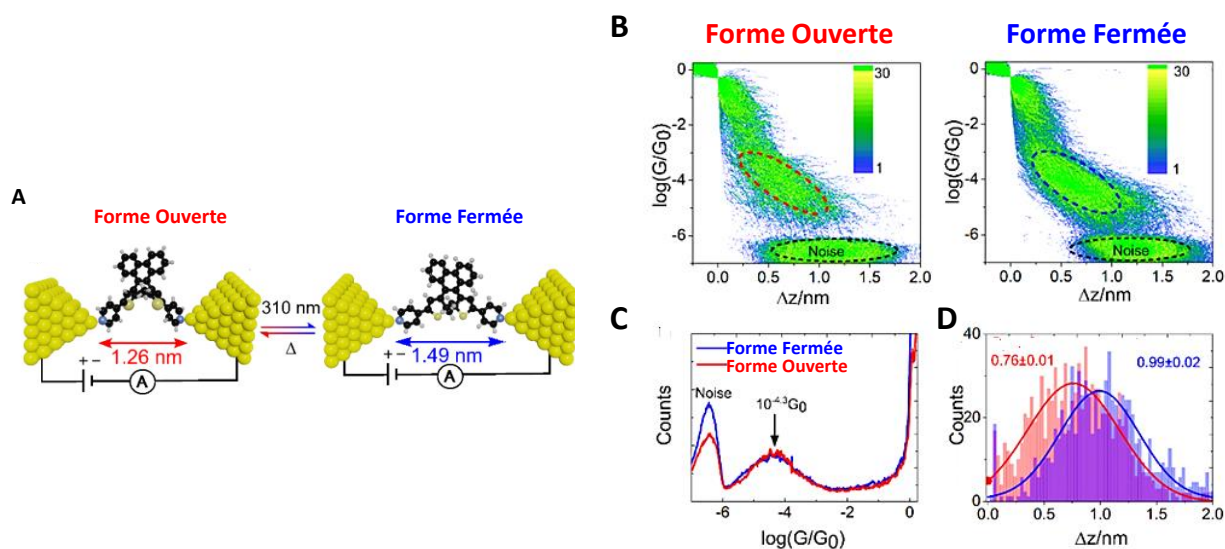 A
Forme Ouverte
Forme Fermée
310 nm
Δ
1.26 nm
1.49 nm
+ -
A
+ -
A
B
Forme Ouverte
Forme Fermée
0
-2
-4
-6
log(G/G0)
30
1
Noise
0.0
0.5
1.0
1.5
2.0
Δz/nm
0
-2
-4
-6
log(G/G0)
30
1
Noise
0.0
0.5
1.0
1.5
2.0
Δz/nm
C
Forme Fermée
Forme Ouverte
Noise
10-4.3G0
Counts
-6
-4
-2
0
log(G/G0)
D
40
20
0
Counts
0.76±0.01
0.99±0.02
0.0
0.5
1.0
1.5
2.0
Δz/nm